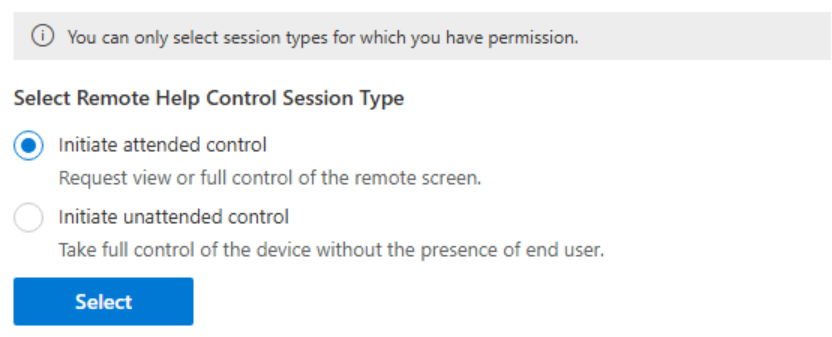 You can only select session types for which you have permission.
Select Remote Help Control Session Type
Initiate attended control
Request view or full control of the remote screen.
Initiate unattended control
Take full control of the device without the presence of end user.
Select